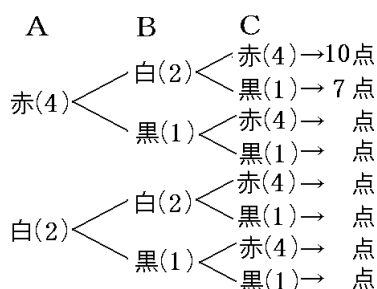 A B C
赤(4)→10点
白(2)
黒(1)→ 7点
赤(4)
赤(4)→ 点
黒(1)
黒(1)→ 点
赤(4)→ 点
白(2)
黒(1)→ 点
白(2)
赤(4)→ 点
黒(1)
黒(1)→ 点